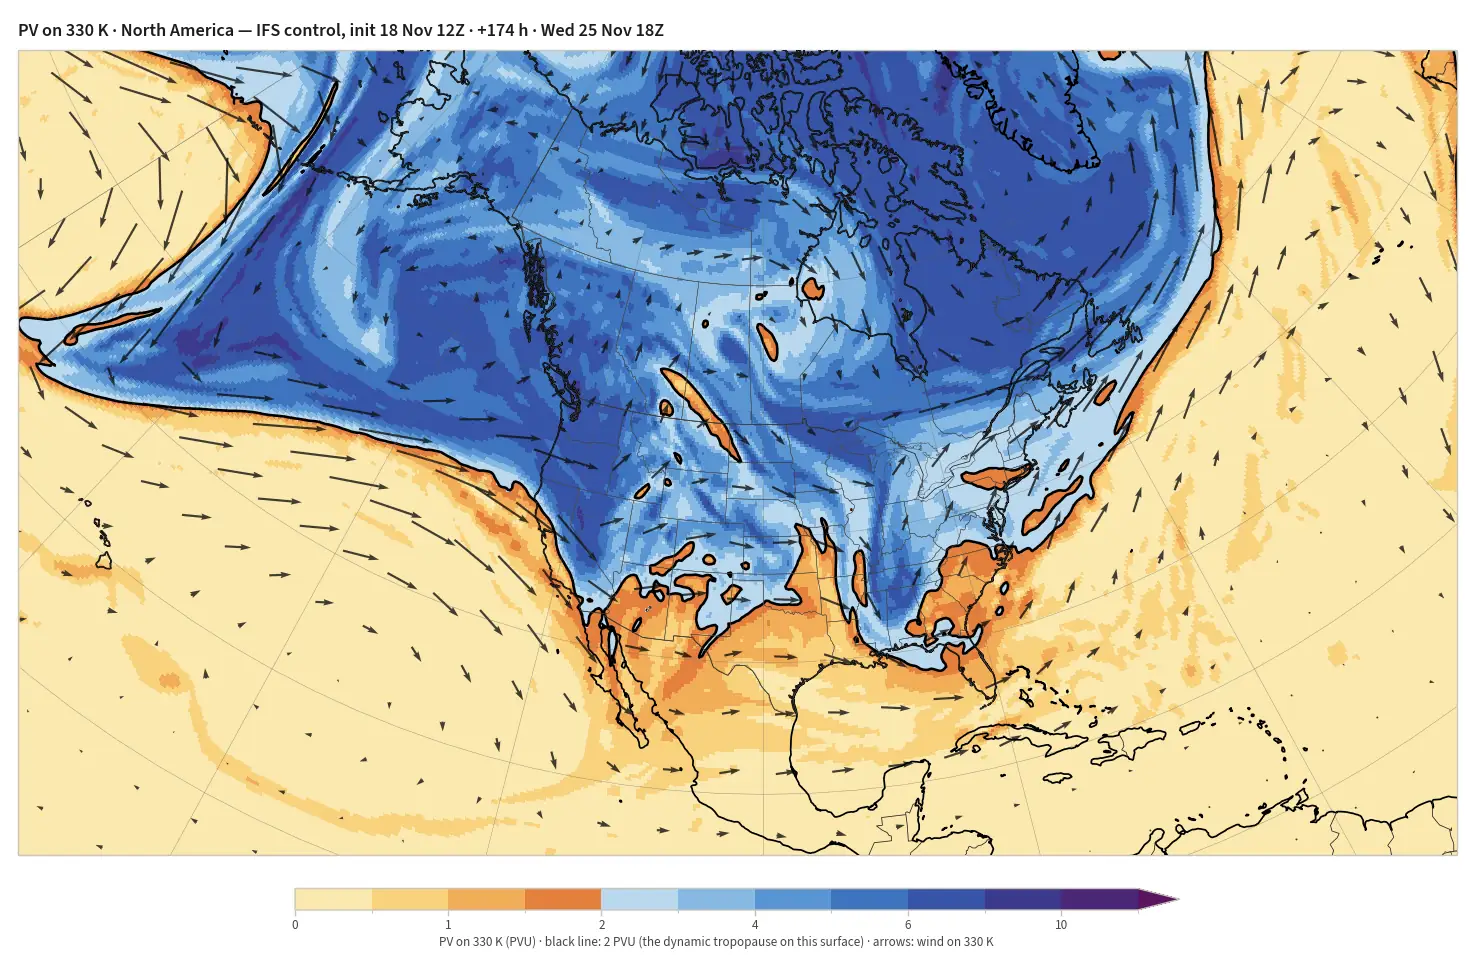 PV on 330 K · North America — IFS control, init 18 Nov 12Z · +174 h · Wed 25 Nov 18Z
0 1 2 4 6 10
PV on 330 K (PVU) · black line: 2 PVU (the dynamic tropopause on this surface) · arrows: wind on 330 K